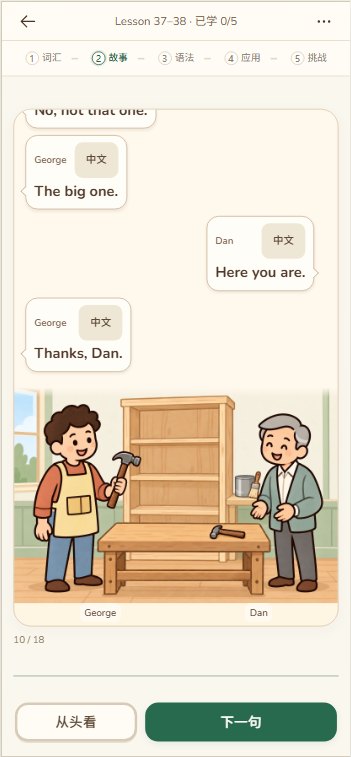 Lesson 37–38 · 已学 0/5
1 词汇 – 2 故事 – 3 语法 – 4 应用 – 5 挑战
No, not that one.
George 中文
The big one.
Dan 中文
Here you are.
George 中文
Thanks, Dan.
George Dan
10 / 18
从头看 下一句